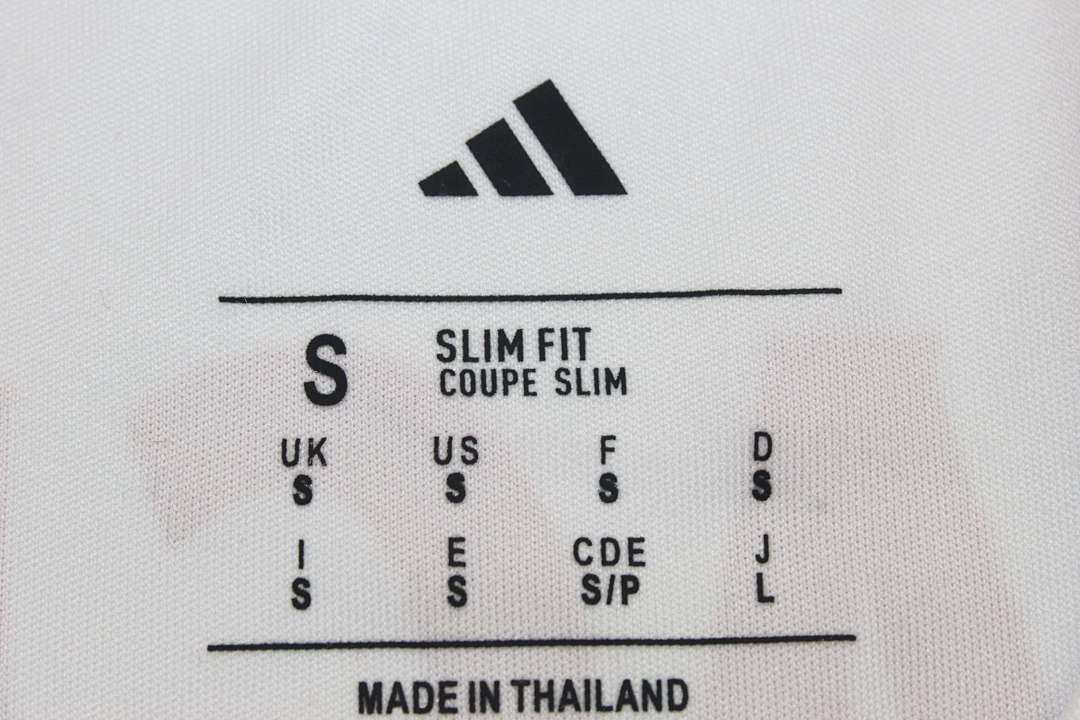 S SLIM FIT
COUPE SLIM
UK US F D
S S S S
I E CDE J
S S S/P L
MADE IN THAILAND